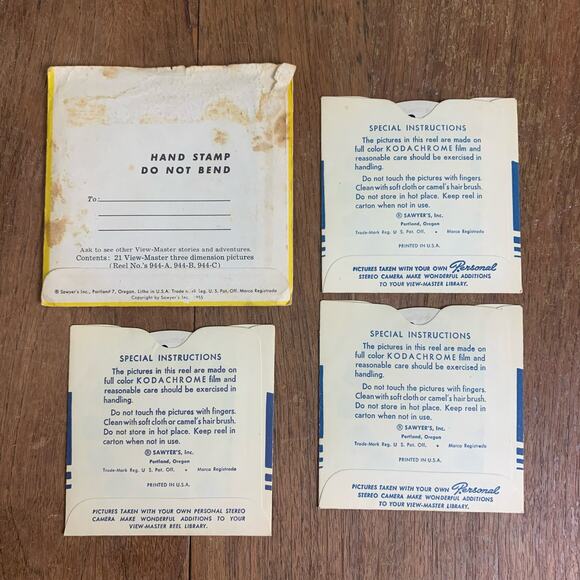 HAND STAMP
DO NOT BEND
To:
Ask to see other View-Master stories and adventures.
Contents: 21 View-Master three dimension pictures
(Reel No.'s 944-A, 944-B, 944-C)
® Sawyer's Inc., Portland 7, Oregon. Litho in U.S.A. Trade Reg. U.S. Pat. Off. Marca Registrada
Copyright by Sawyer's Inc. 1955
SPECIAL INSTRUCTIONS
The pictures in this reel are made on
full color KODACHROME film and
reasonable care should be exercised in
handling.
Do not touch the pictures with fingers.
Clean with soft cloth or camel's hair brush.
Do not store in hot place. Keep reel in
carton when not in use.
® SAWYER'S, Inc.
Portland, Oregon
Trade-Mark Reg. U. S. Pat. Off. • Marca Registrada
PRINTED IN U.S.A.
PICTURES TAKEN WITH YOUR OWN Personal
STEREO CAMERA MAKE WONDERFUL ADDITIONS
TO YOUR VIEW-MASTER LIBRARY.
SPECIAL INSTRUCTIONS
The pictures in this reel are made on
full color KODACHROME film and
reasonable care should be exercised in
handling.
Do not touch the pictures with fingers.
Clean with soft cloth or camel's hair brush.
Do not store in hot place. Keep reel in
carton when not in use.
® SAWYER'S, Inc.
Portland, Oregon
Trade-Mark Reg. U. S. Pat. Off. • Marca Registrada
PRINTED IN U.S.A.
PICTURES TAKEN WITH YOUR OWN PERSONAL STEREO
CAMERA MAKE WONDERFUL ADDITIONS TO YOUR
VIEW-MASTER REEL LIBRARY.
SPECIAL INSTRUCTIONS
The pictures in this reel are made on
full color KODACHROME film and
reasonable care should be exercised in
handling.
Do not touch the pictures with fingers.
Clean with soft cloth or camel's hair brush.
Do not store in hot place. Keep reel in
carton when not in use.
® SAWYER'S, Inc.
Portland, Oregon
Trade-Mark Reg. U. S. Pat. Off. • Marca Registrada
PRINTED IN U.S.A.
PICTURES TAKEN WITH YOUR OWN Personal
STEREO CAMERA MAKE WONDERFUL ADDITIONS
TO YOUR VIEW-MASTER LIBRARY.